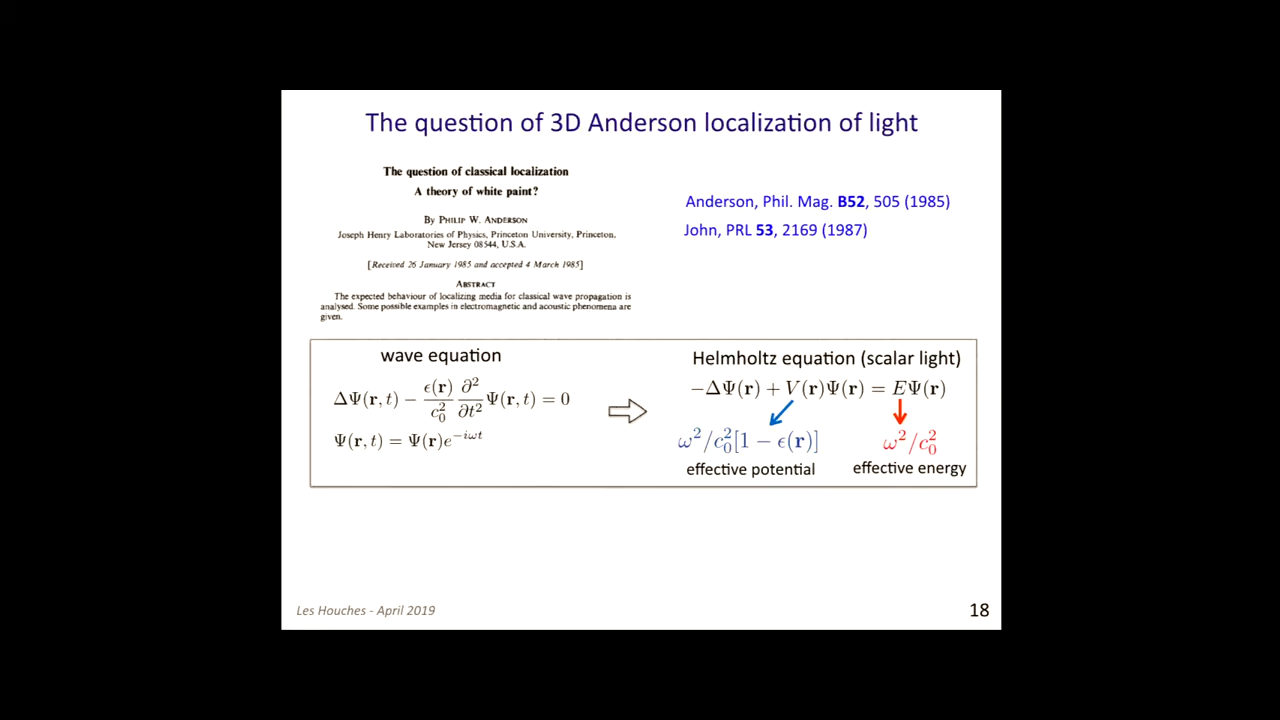 The question of 3D Anderson localization of light
The question of classical localization
A theory of white paint?
By PHILIP W. ANDERSON
Joseph Henry Laboratories of Physics, Princeton University, Princeton,
New Jersey 08544, U.S.A.
[Received 26 January 1985 and accepted 4 March 1985]
ABSTRACT
The expected behaviour of localizing media for classical wave propagation is
analysed. Some possible examples in electromagnetic and acoustic phenomena are
given.
Anderson, Phil. Mag. B52, 505 (1985)
John, PRL 53, 2169 (1987)
wave equation
ΔΨ(r, t) − ϵ(r)/c₀² ∂²/∂t² Ψ(r, t) = 0
Ψ(r, t) = Ψ(r)e^{−iωt}
Helmholtz equation (scalar light)
−ΔΨ(r) + V(r)Ψ(r) = EΨ(r)
ω²/c₀²[1 − ϵ(r)] ω²/c₀²
effective potential effective energy
Les Houches - April 2019
18